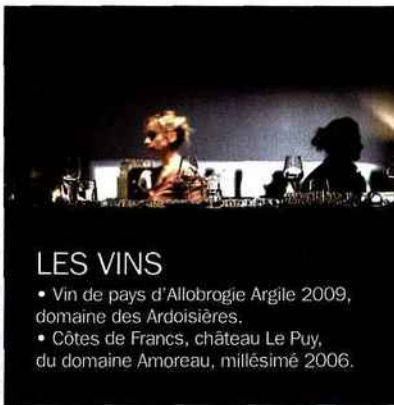 LES VINS
• Vin de pays d'Allobrogie Argile 2009,
domaine des Ardoisières.
• Côtes de Francs, château Le Puy,
du domaine Amoreau, millésimé 2006.